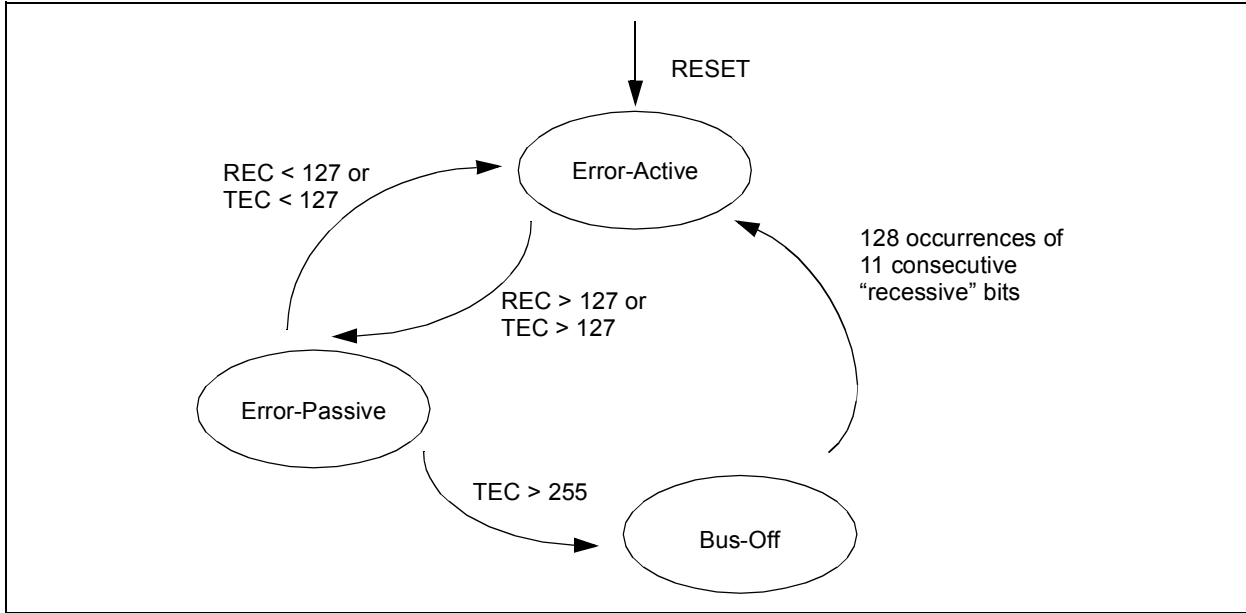 RESET
Error-Active
REC < 127 or
TEC < 127
128 occurrences of
11 consecutive
“recessive” bits
REC > 127 or
TEC > 127
Error-Passive
TEC > 255
Bus-Off